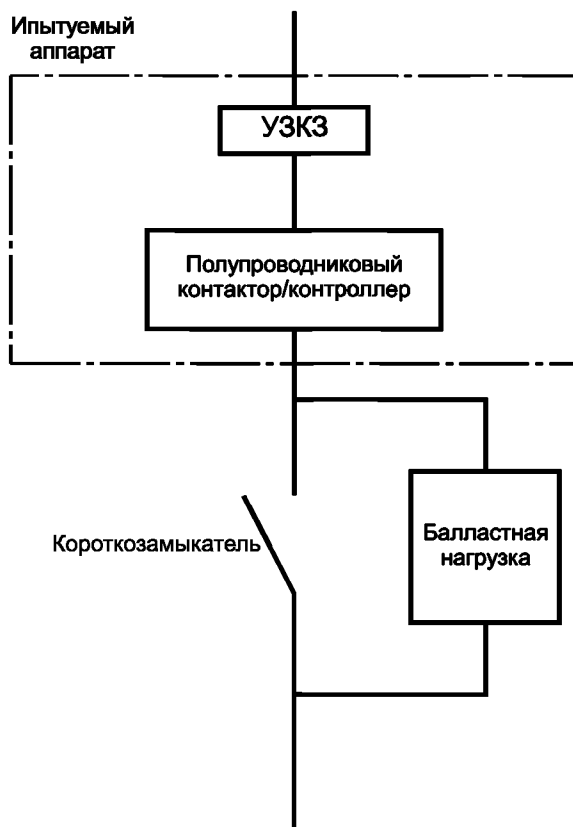 Ипытуемый
аппарат
УЗКЗ
Полупроводниковый
контактор/контроллер
Короткозамыкатель
Балластная
нагрузка